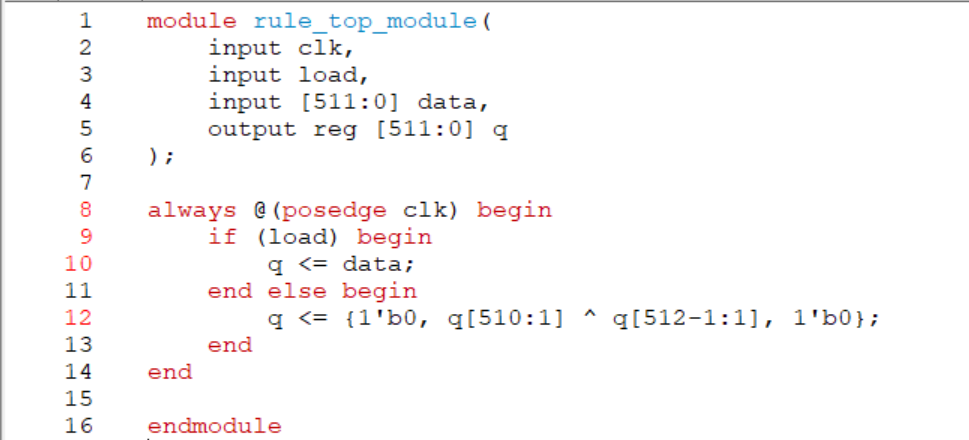 1 module rule_top_module(
2 input clk,
3 input load,
4 input [511:0] data,
5 output reg [511:0] q
6 );
7
8 always @(posedge clk) begin
9 if (load) begin
10 q <= data;
11 end else begin
12 q <= {1'b0, q[510:1] ^ q[512-1:1], 1'b0};
13 end
14 end
15
16 endmodule